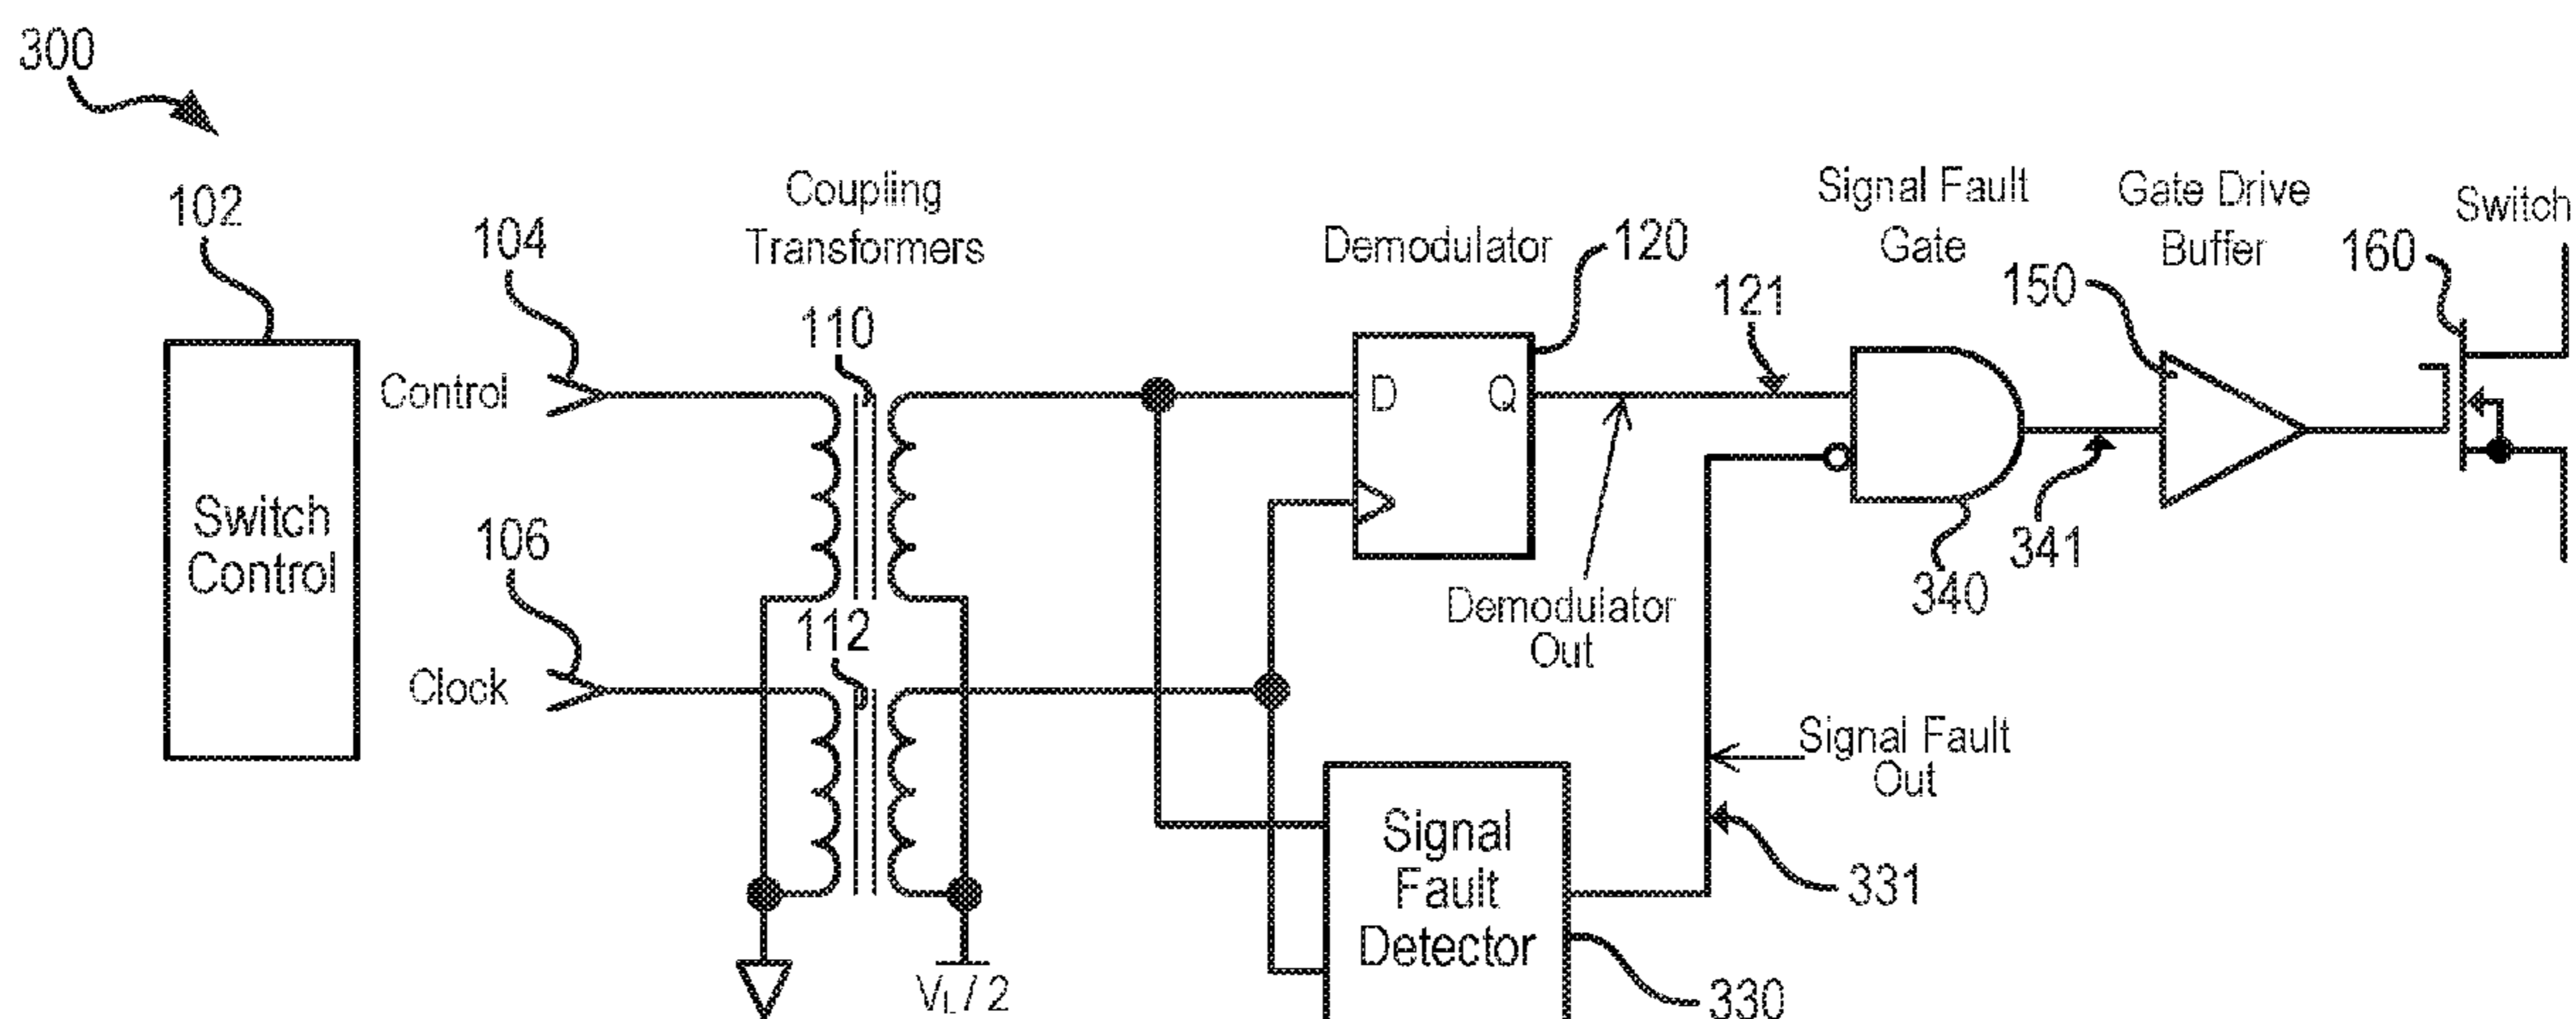 300
102
104
Coupling
Transformers
110
Demodulator
120
121
Signal Fault
Gate
Gate Drive
Buffer
150
160
Switch
Control
D
Q
Switch
Control
106
112
Clock
Demodulator
Out
340
341
Signal Fault
Out
Signal
Fault
Detector
331
330
VL/2